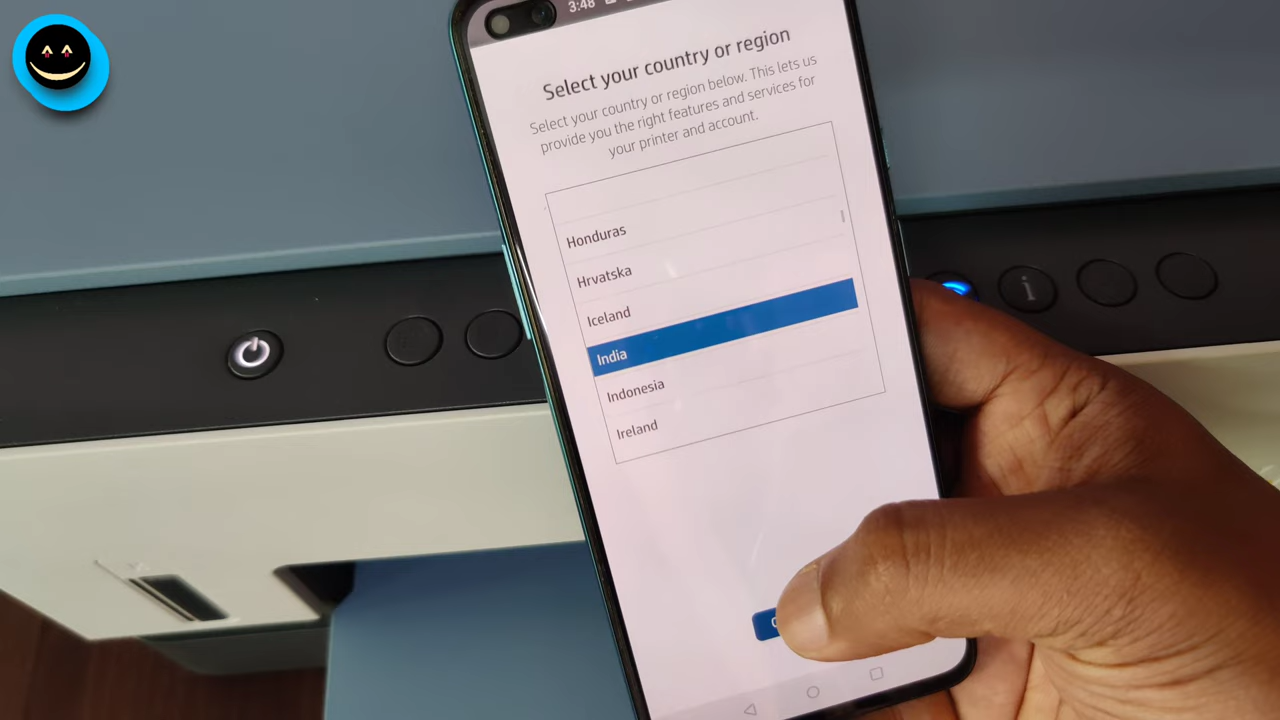 3:48
Select your country or region
Select your country or region below. This lets us
provide you the right features and services for
your printer and account.
Honduras
Hrvatska
Iceland
India
Indonesia
Ireland
i